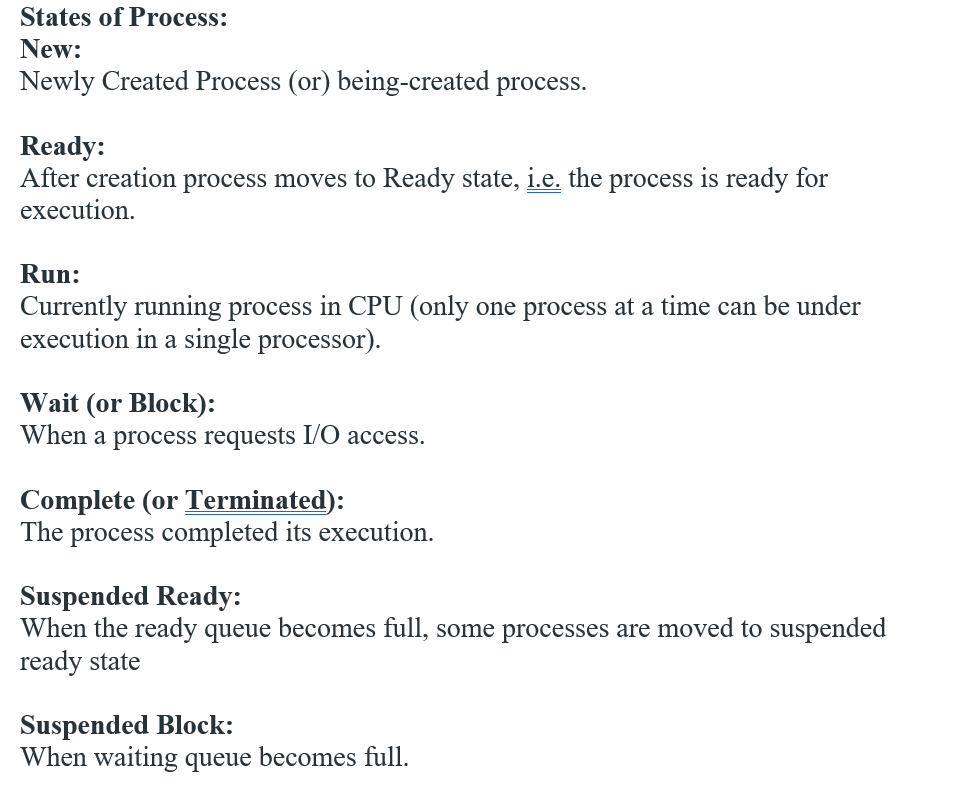 States of Process:
New:
Newly Created Process (or) being-created process.
Ready:
After creation process moves to Ready state, i.e. the process is ready for
execution.
Run:
Currently running process in CPU (only one process at a time can be under
execution in a single processor).
Wait (or Block):
When a process requests I/O access.
Complete (or Terminated):
The process completed its execution.
Suspended Ready:
When the ready queue becomes full, some processes are moved to suspended
ready state
Suspended Block:
When waiting queue becomes full.